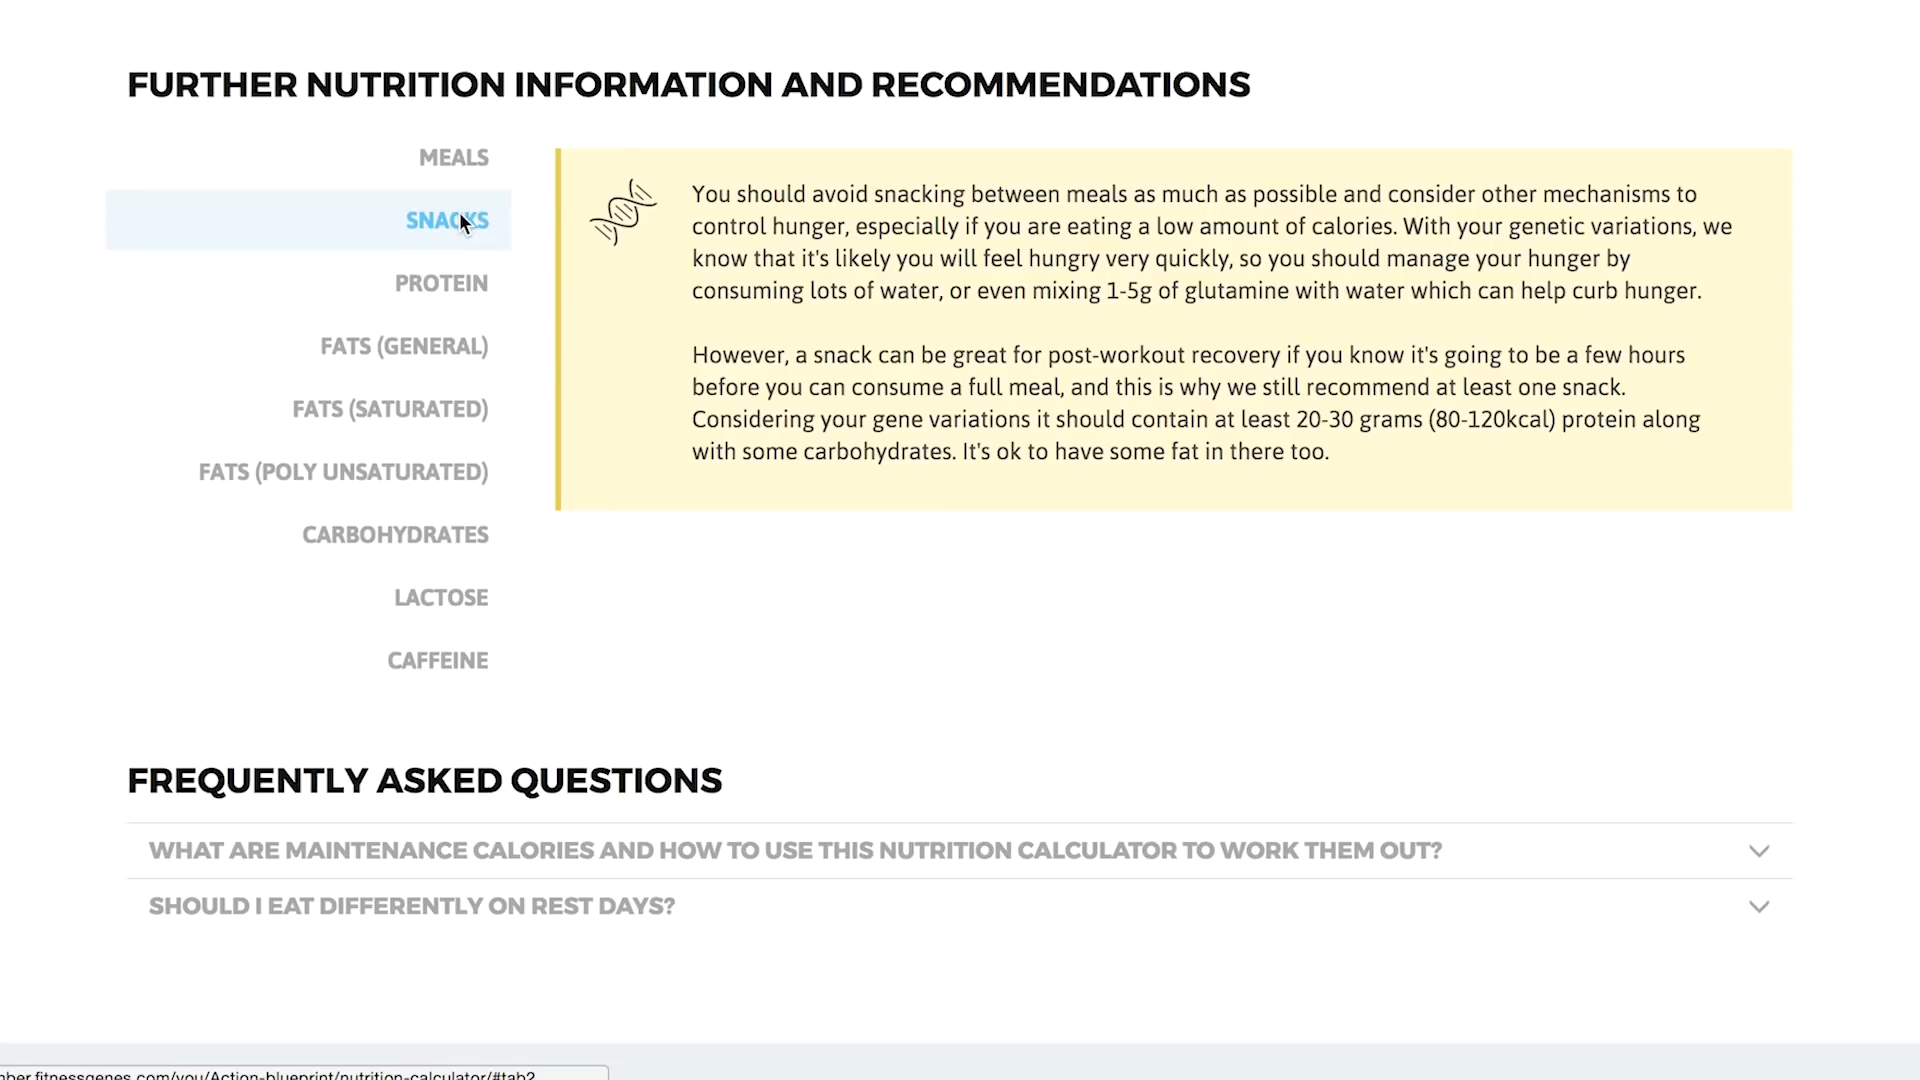 FURTHER NUTRITION INFORMATION AND RECOMMENDATIONS
MEALS
SNACKS
PROTEIN
FATS (GENERAL)
FATS (SATURATED)
FATS (POLY UNSATURATED)
CARBOHYDRATES
LACTOSE
CAFFEINE
You should avoid snacking between meals as much as possible and consider other mechanisms to
control hunger, especially if you are eating a low amount of calories. With your genetic variations, we
know that it's likely you will feel hungry very quickly, so you should manage your hunger by
consuming lots of water, or even mixing 1-5g of glutamine with water which can help curb hunger.
However, a snack can be great for post-workout recovery if you know it's going to be a few hours
before you can consume a full meal, and this is why we still recommend at least one snack.
Considering your gene variations it should contain at least 20-30 grams (80-120kcal) protein along
with some carbohydrates. It's ok to have some fat in there too.
FREQUENTLY ASKED QUESTIONS
WHAT ARE MAINTENANCE CALORIES AND HOW TO USE THIS NUTRITION CALCULATOR TO WORK THEM OUT?
SHOULD I EAT DIFFERENTLY ON REST DAYS?
nber.fitnessgenes.com/you/Action-blueprint/nutrition-calculator/#tab2